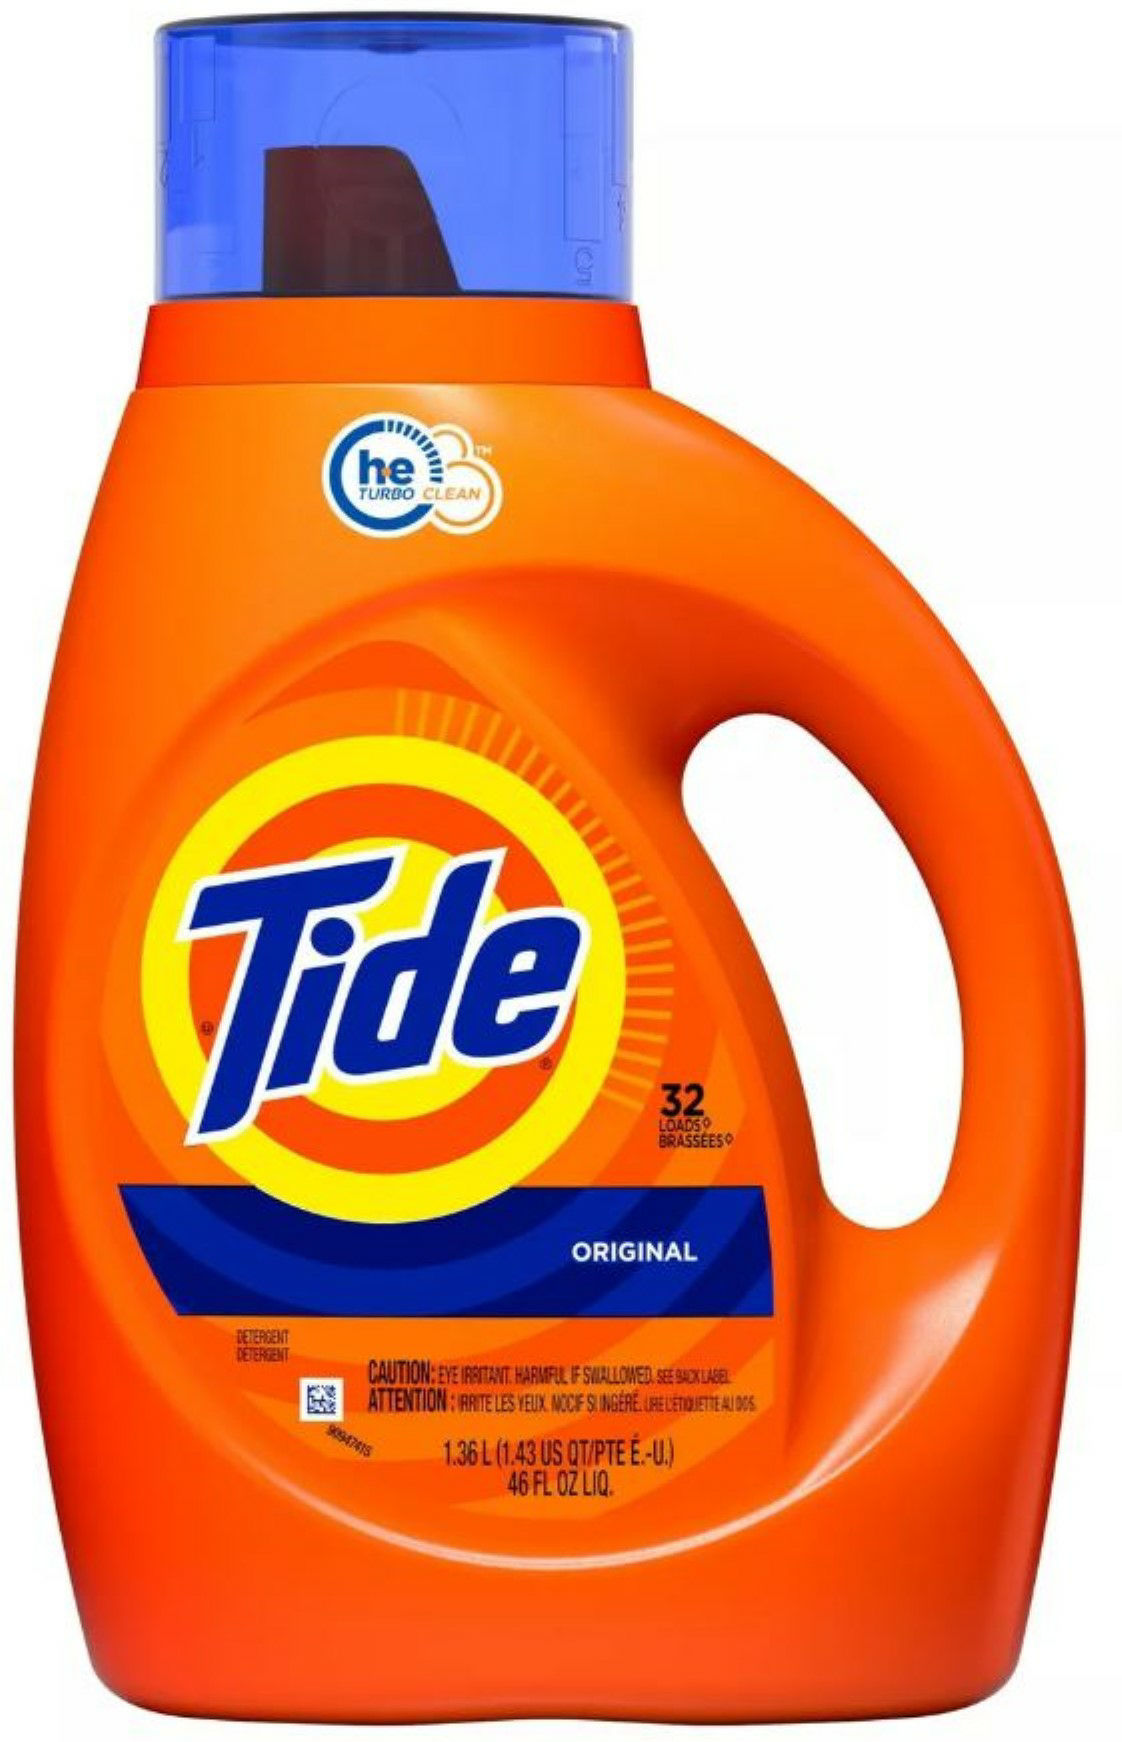 he
TURBO CLEAN™
Tide®
32
LOADS◊
BRASSÉES◊
ORIGINAL
DETERGENT
DETERGENT
CAUTION: EYE IRRITANT. HARMFUL IF SWALLOWED. SEE BACK LABEL.
ATTENTION : IRRITE LES YEUX. NOCIF SI INGÉRÉ. LIRE L'ÉTIQUETTE AU DOS.
90947415
1.36 L (1.43 US QT/PTE É.-U.)
46 FL OZ LIQ.